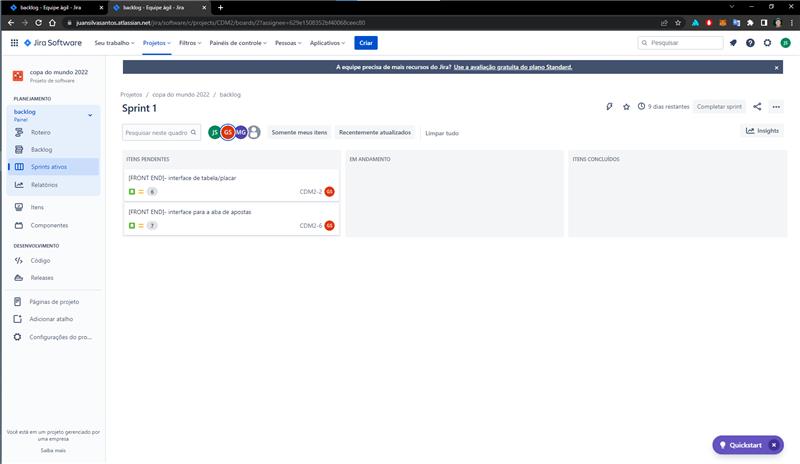 backlog - Equipe ágil - Jira
backlog - Equipe ágil - Jira
juansilvasantos.atlassian.net/jira/software/c/projects/CDM2/boards/2?assignee=629e1508352bf40068ceec80
Jira Software
Seu trabalho
Projetos
Filtros
Painéis de controle
Pessoas
Aplicativos
Criar
Pesquisar
JS
copa do mundo 2022
Projeto de software
A equipe precisa de mais recursos do Jira? Use a avaliação gratuita do plano Standard.
PLANEJAMENTO
backlog
Painel
Roteiro
Backlog
Sprints ativos
Relatórios
Itens
Componentes
DESENVOLVIMENTO
Código
Releases
Páginas de projeto
Adicionar atalho
Configurações do pro...
Você está em um projeto gerenciado por uma empresa
Saiba mais
Projetos / copa do mundo 2022 / backlog
Sprint 1
9 dias restantes
Completar sprint
Pesquisar neste quadro
JS GS MG
Somente meus itens
Recentemente atualizados
Limpar tudo
Insights
ITENS PENDENTES
EM ANDAMENTO
ITENS CONCLUÍDOS
[FRONT END]- interface de tabela/placar
6
CDM2-2 GS
[FRONT END]- interface para a aba de apostas
7
CDM2-6 GS
Quickstart